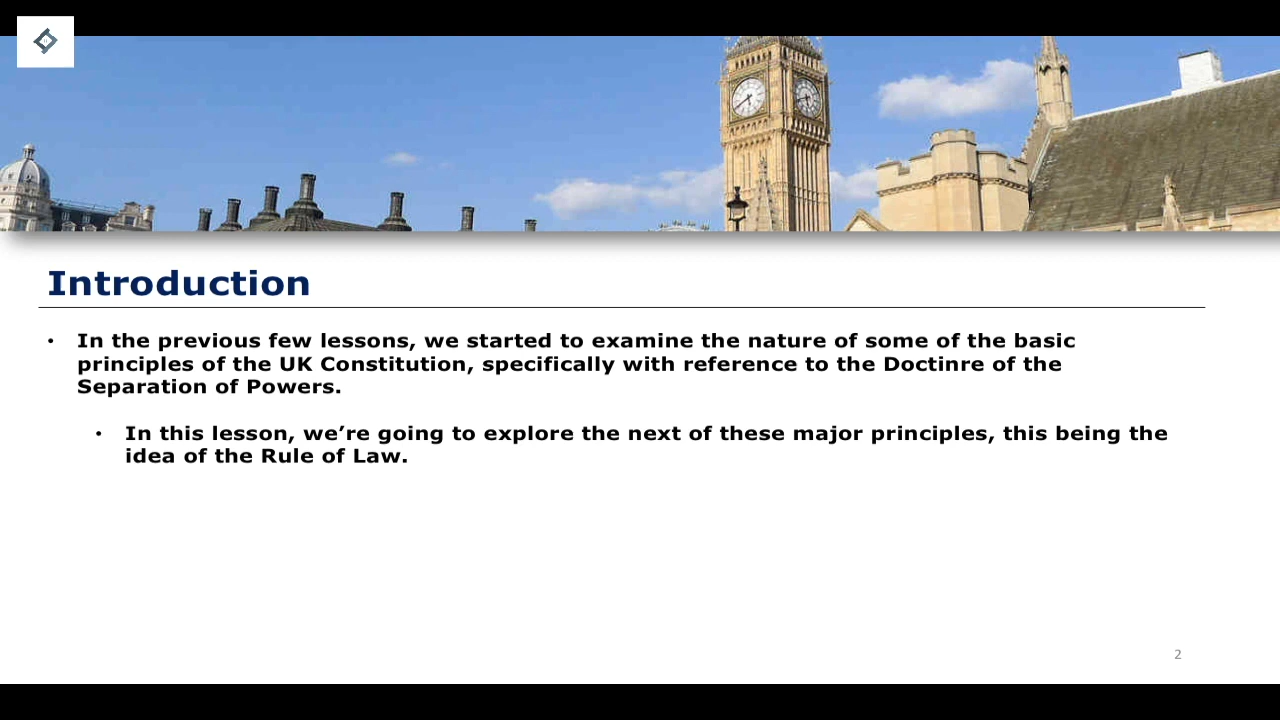 Introduction
• In the previous few lessons, we started to examine the nature of some of the basic
principles of the UK Constitution, specifically with reference to the Doctinre of the
Separation of Powers.
• In this lesson, we’re going to explore the next of these major principles, this being the
idea of the Rule of Law.
2